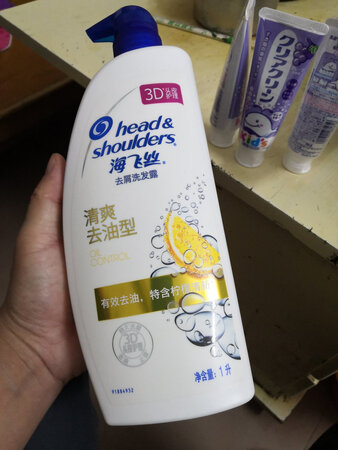 3D
head &
shoulders
海飞丝
去屑洗发露
清爽
去油型
OIL
CONTROL
有效去油，特含柠檬
3D
净含量：1升
91884932
クリアクリーン
Kid's